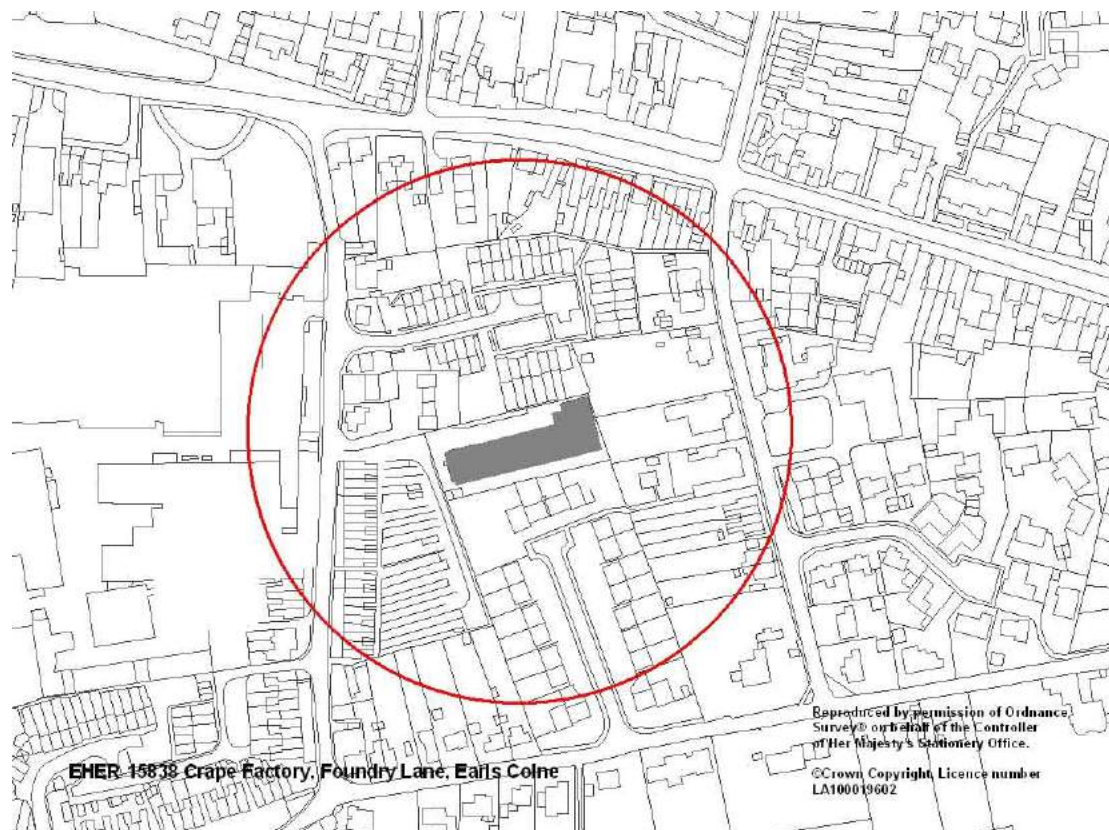 Reproduced by permission of Ordnance
Survey® on behalf of the Controller
of Her Majesty's Stationery Office.
EHER 15838 Crape Factory, Foundry Lane, Earls Colne
©Crown Copyright, Licence number
LA100019602